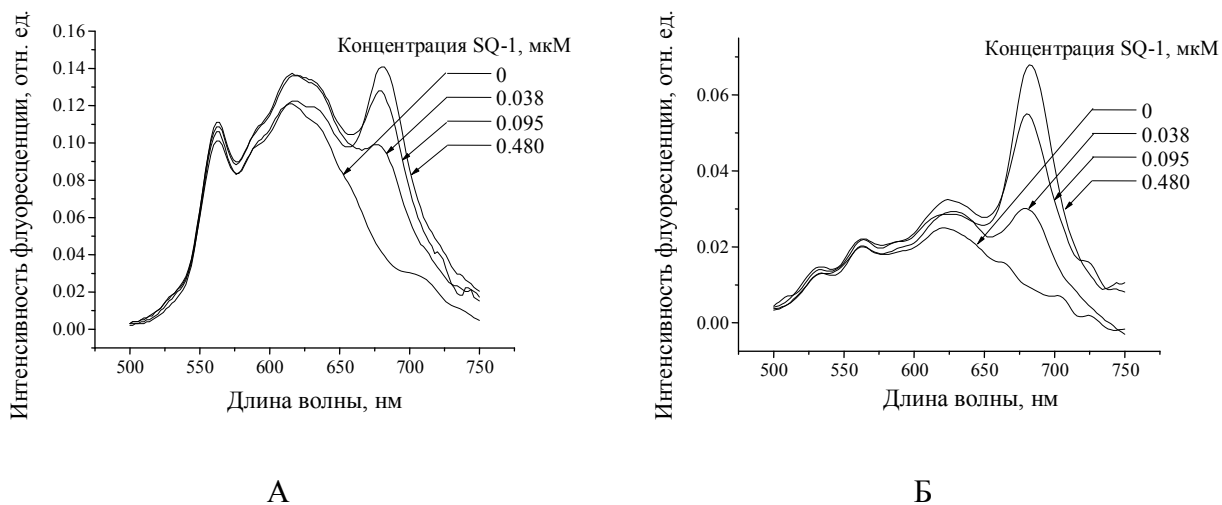 Интенсивность флуоресценции, отн. ед.
0.16
0.14
0.12
0.10
0.08
0.06
0.04
0.02
0.00
Концентрация SQ-1, мкМ
0
0.038
0.095
0.480
500 550 600 650 700 750
Длина волны, нм
А
Интенсивность флуоресценции, отн. ед.
0.06
0.04
0.02
0.00
Концентрация SQ-1, мкМ
0
0.038
0.095
0.480
500 550 600 650 700 750
Длина волны, нм
Б